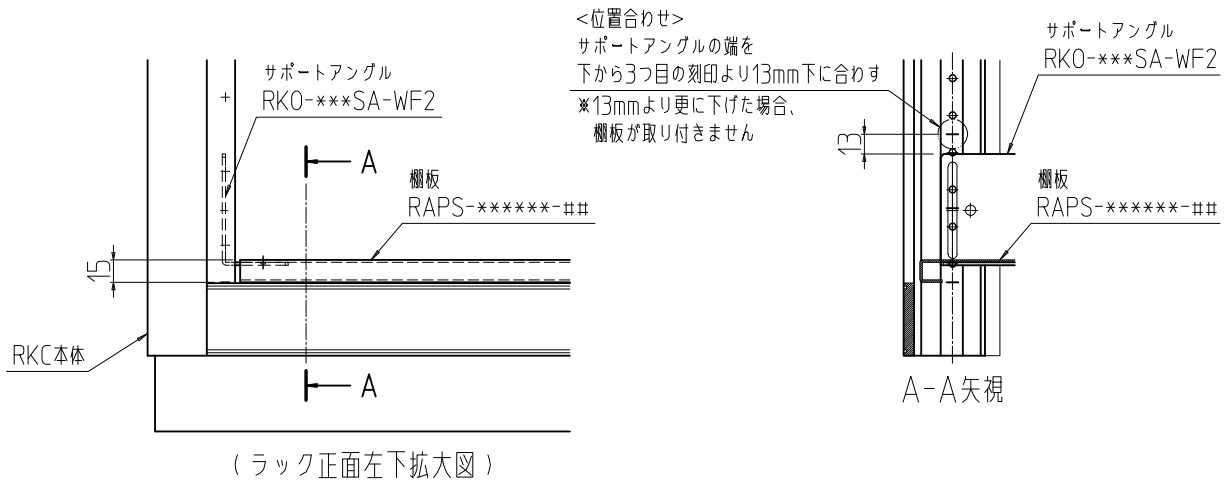 サポートアングル
RKO-***SA-WF2
A
棚板
RAPS-******-##
15
RKC本体
A
(ラック正面左下拡大図)
<位置合わせ>
サポートアングルの端を
下から3つ目の刻印より13mm下に合わす
※13mmより更に下げた場合、
棚板が取り付きません
サポートアングル
RKO-***SA-WF2
13
棚板
RAPS-******-##
A-A矢視